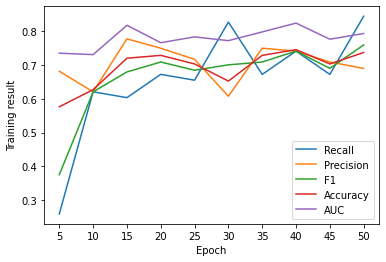 0.8
0.7
0.6
0.5
0.4
0.3
Training result
5 10 15 20 25 30 35 40 45 50
Epoch
Recall
Precision
F1
Accuracy
AUC